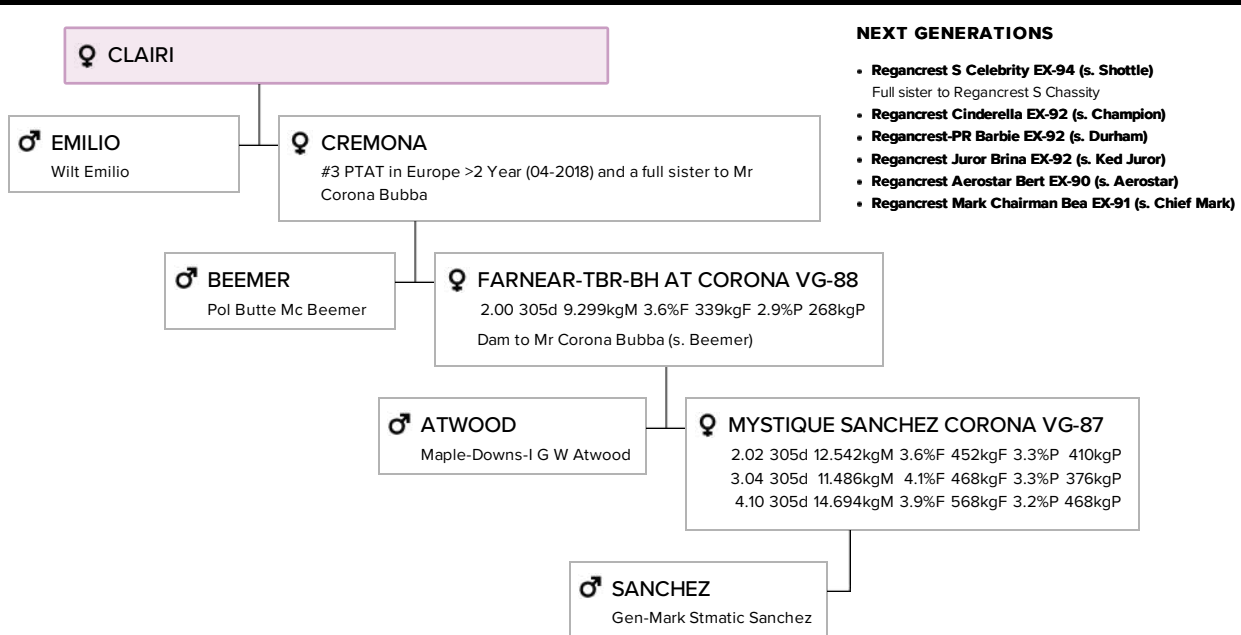 CLAIRI
EMILIO
Wilt Emilio
CREMONA
#3 PTAT in Europe >2 Year (04-2018) and a full sister to Mr
Corona Bubba
BEEMER
Pol Butte Mc Beemer
FARNEAR-TBR-BH AT CORONA VG-88
2.00 305d 9.299kgM 3.6%F 339kgF 2.9%P 268kgP
Dam to Mr Corona Bubba (s. Beemer)
ATWOOD
Maple-Downs-I G W Atwood
MYSTIQUE SANCHEZ CORONA VG-87
2.02 305d 12.542kgM 3.6%F 452kgF 3.3%P 410kgP
3.04 305d 11.486kgM 4.1%F 468kgF 3.3%P 376kgP
4.10 305d 14.694kgM 3.9%F 568kgF 3.2%P 468kgP
SANCHEZ
Gen-Mark Stmatic Sanchez
NEXT GENERATIONS
• Regancrest S Celebrity EX-94 (s. Shottle)
Full sister to Regancrest S Chassity
• Regancrest Cinderella EX-92 (s. Champion)
• Regancrest-PR Barbie EX-92 (s. Durham)
• Regancrest Juror Brina EX-92 (s. Ked Juror)
• Regancrest Aerostar Bert EX-90 (s. Aerostar)
• Regancrest Mark Chairman Bea EX-91 (s. Chief Mark)